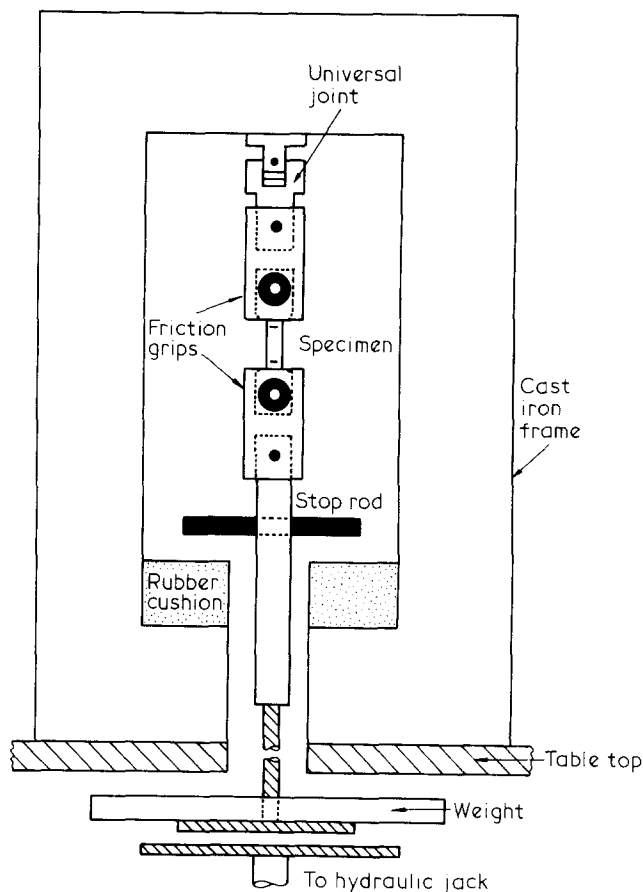 Universal
joint
Friction
grips
Specimen
Cast
iron
frame
Stop rod
Rubber
cushion
Table top
Weight
To hydraulic jack